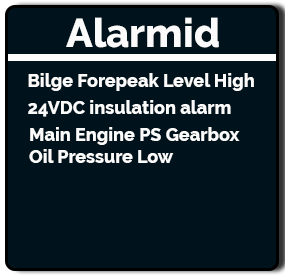 Alarmid
Bilge Forepeak Level High
24VDC insulation alarm
Main Engine PS Gearbox
Oil Pressure Low